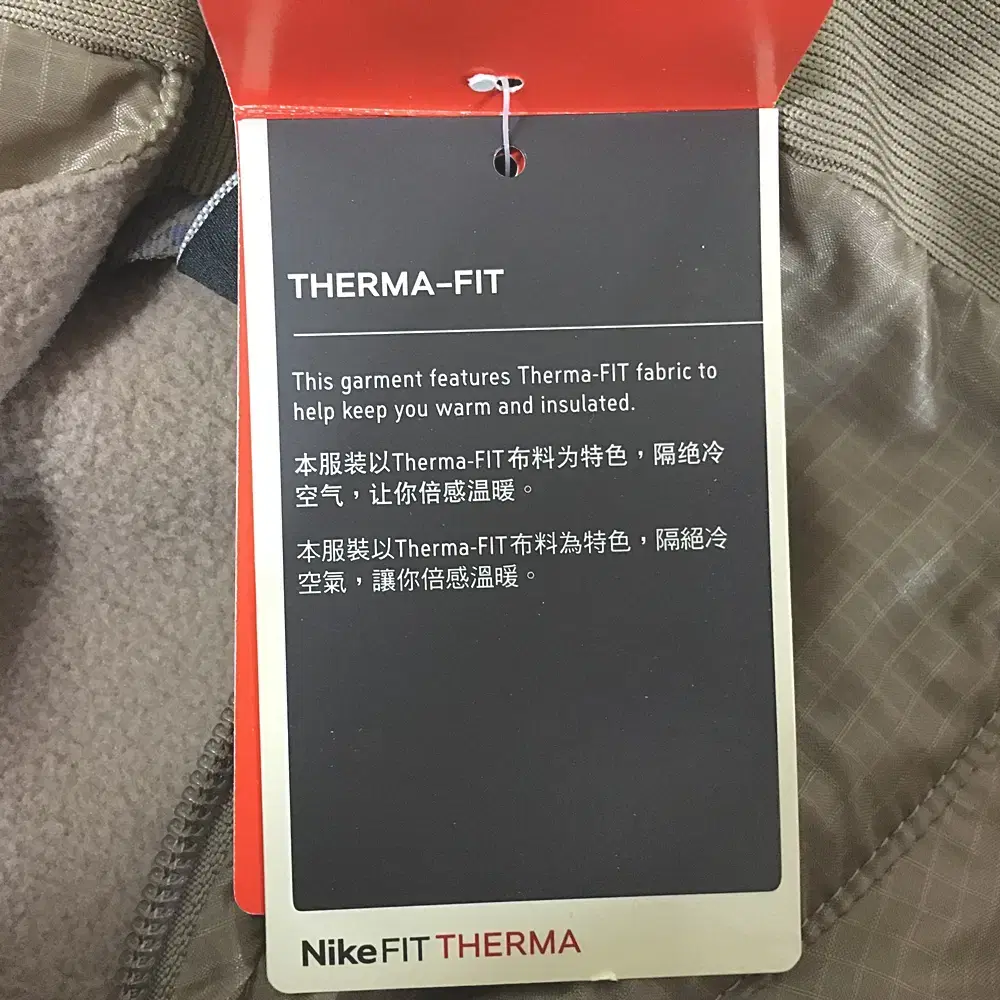 THERMA-FIT
This garment features Therma-FIT fabric to
help keep you warm and insulated.
本服装以Therma-FIT布料为特色，隔绝冷
空气，让你倍感温暖。
本服裝以Therma-FIT布料為特色，隔絕冷
空氣，讓你倍感溫暖。
NikeFIT THERMA